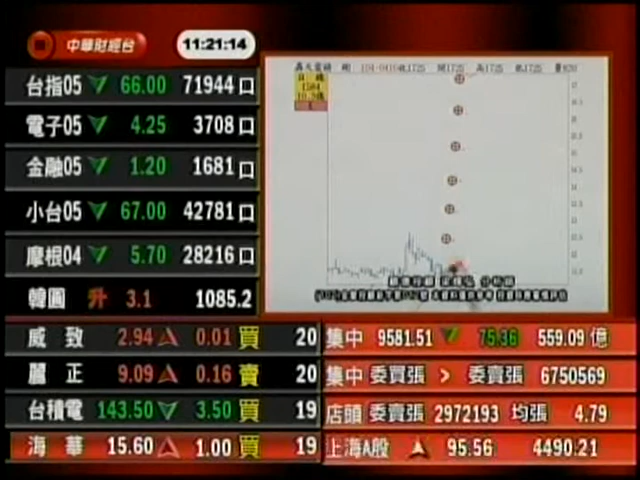 中華財經台 11:21:14
台指05 66.00 71944口
電子05 4.25 3708口
金融05 1.20 1681口
小台05 67.00 42781口
摩根04 5.70 28216口
韓圓 升 3.1 1085.2
威致 2.94 0.01 買 20
麗正 9.09 0.16 賣 20
台積電 143.50 3.50 買 19
海華 15.60 1.00 買 19
集中 9581.51 75.36 559.09 億
集中 委買張 > 委賣張 6750569
店頭 委賣張 2972193 均張 4.79
上海A股 95.56 4490.21